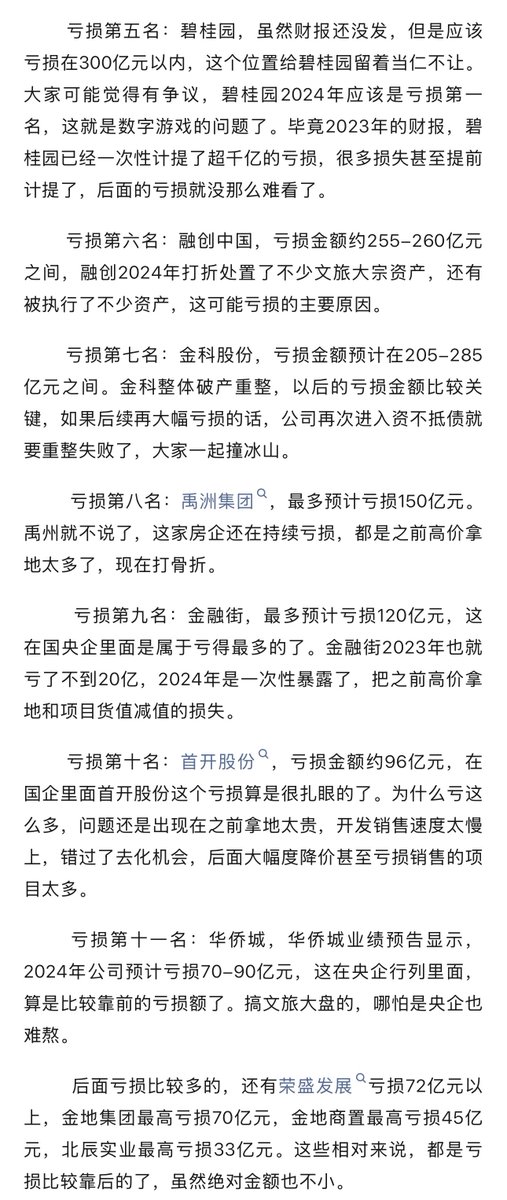 亏损第五名：碧桂园，虽然财报还没发，但是应该
亏损在300亿元以内，这个位置给碧桂园留着当仁不让。
大家可能觉得有争议，碧桂园2024年应该是亏损第一
名，这就是数字游戏的问题了。毕竟2023年的财报，碧
桂园已经一次性计提了超千亿的亏损，很多损失甚至提前
计提了，后面的亏损就没那么难看了。
亏损第六名：融创中国，亏损金额约255–260亿元
之间，融创2024年打折处置了不少文旅大宗资产，还有
被执行了不少资产，这可能亏损的主要原因。
亏损第七名：金科股份，亏损金额预计在205–285
亿元之间。金科整体破产重整，以后的亏损金额比较关
键，如果后续再大幅亏损的话，公司再次进入资不抵债就
要重整失败了，大家一起撞冰山。
亏损第八名：禹洲集团，最多预计亏损150亿元。
禹州就不说了，这家房企还在持续亏损，都是之前高价拿
地太多了，现在打骨折。
亏损第九名：金融街，最多预计亏损120亿元，这
在国央企里面是属于亏得最多的了。金融街2023年也就
亏了不到20亿，2024年是一次性暴露了，把之前高价拿
地和项目货值减值的损失。
亏损第十名：首开股份，亏损金额约96亿元，在
国企里面首开股份这个亏损算是很扎眼的了。为什么亏这
么多，问题还是出现在之前拿地太贵，开发销售速度太慢
上，错过了去化机会，后面大幅度降价甚至亏损销售的项
目太多。
亏损第十一名：华侨城，华侨城业绩预告显示，
2024年公司预计亏损70–90亿元，这在央企行列里面，
算是比较靠前的亏损额了。搞文旅大盘的，哪怕是央企也
难熬。
后面亏损比较多的，还有荣盛发展亏损72亿元以
上，金地集团最高亏损70亿元，金地商置最高亏损45亿
元，北辰实业最高亏损33亿元。这些相对来说，都是亏
损比较靠后的了，虽然绝对金额也不小。